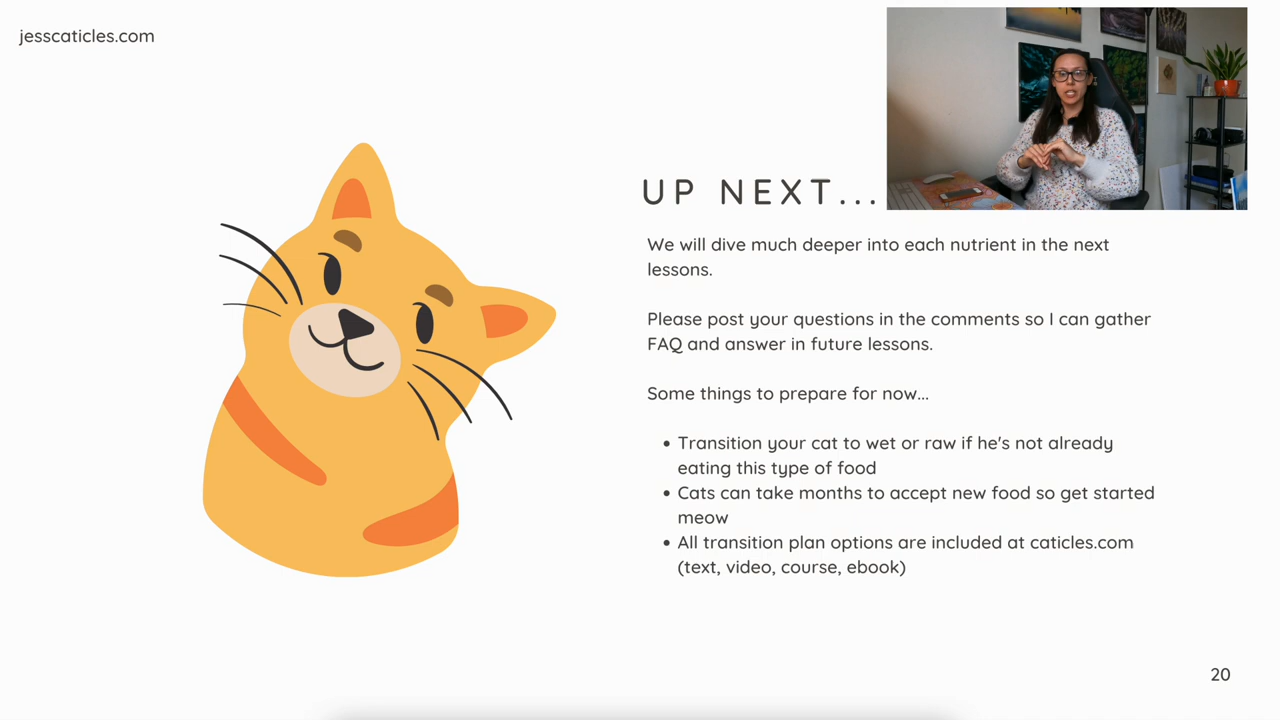 jesscaticles.com
UP NEXT...
We will dive much deeper into each nutrient in the next
lessons.
Please post your questions in the comments so I can gather
FAQ and answer in future lessons.
Some things to prepare for now...
• Transition your cat to wet or raw if he's not already
eating this type of food
• Cats can take months to accept new food so get started
meow
• All transition plan options are included at caticles.com
(text, video, course, ebook)
20